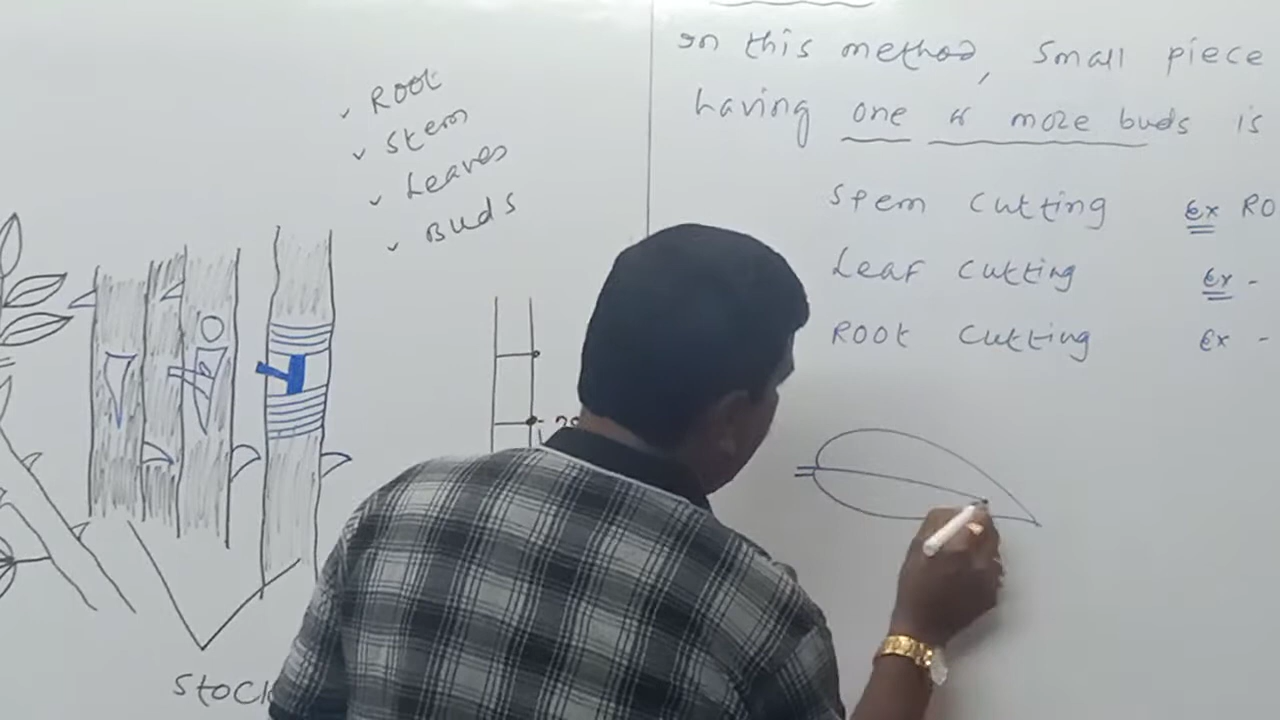 Root
Stem
Leaves
Buds
Stock
In this method, Small piece
having one or more buds is
Stem cutting Ex RO
Leaf cutting Ex -
Root cutting Ex -